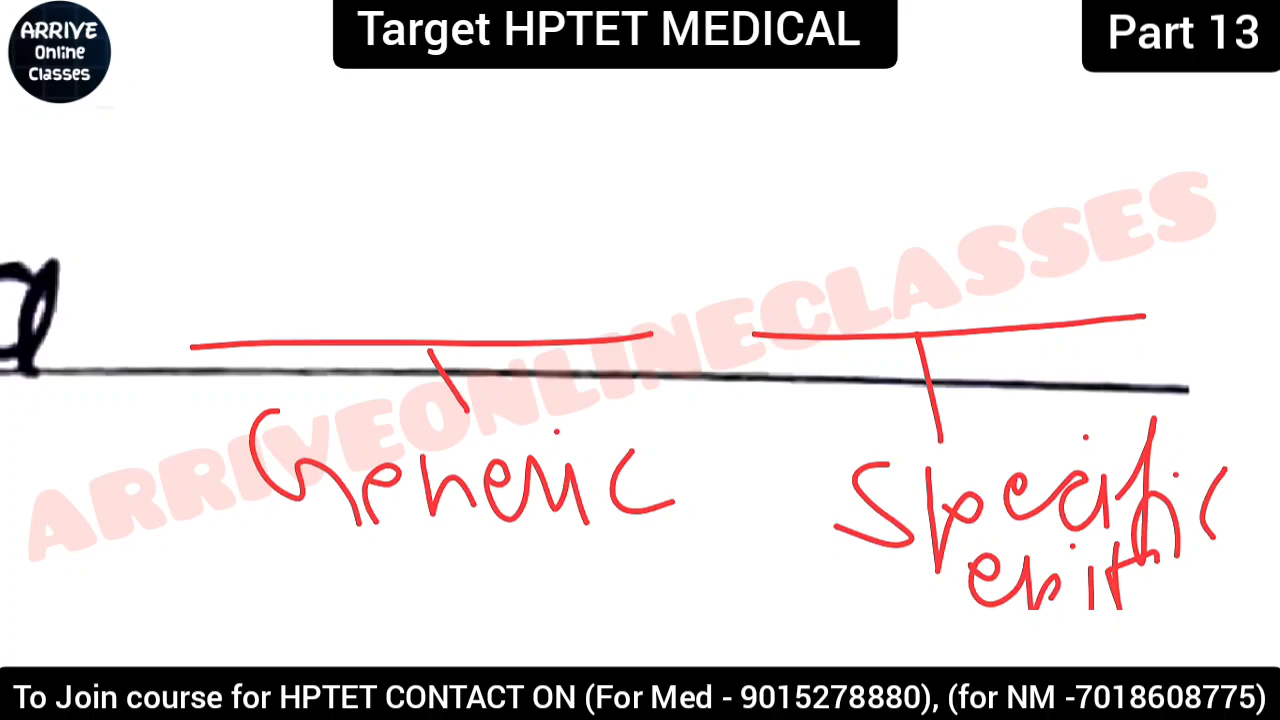 ARRIVE
Online
Classes
Target HPTET MEDICAL
Part 13
ARRIVEONLINECLASSES
Generic
Specific
epith
To Join course for HPTET CONTACT ON (For Med - 9015278880), (for NM -7018608775)